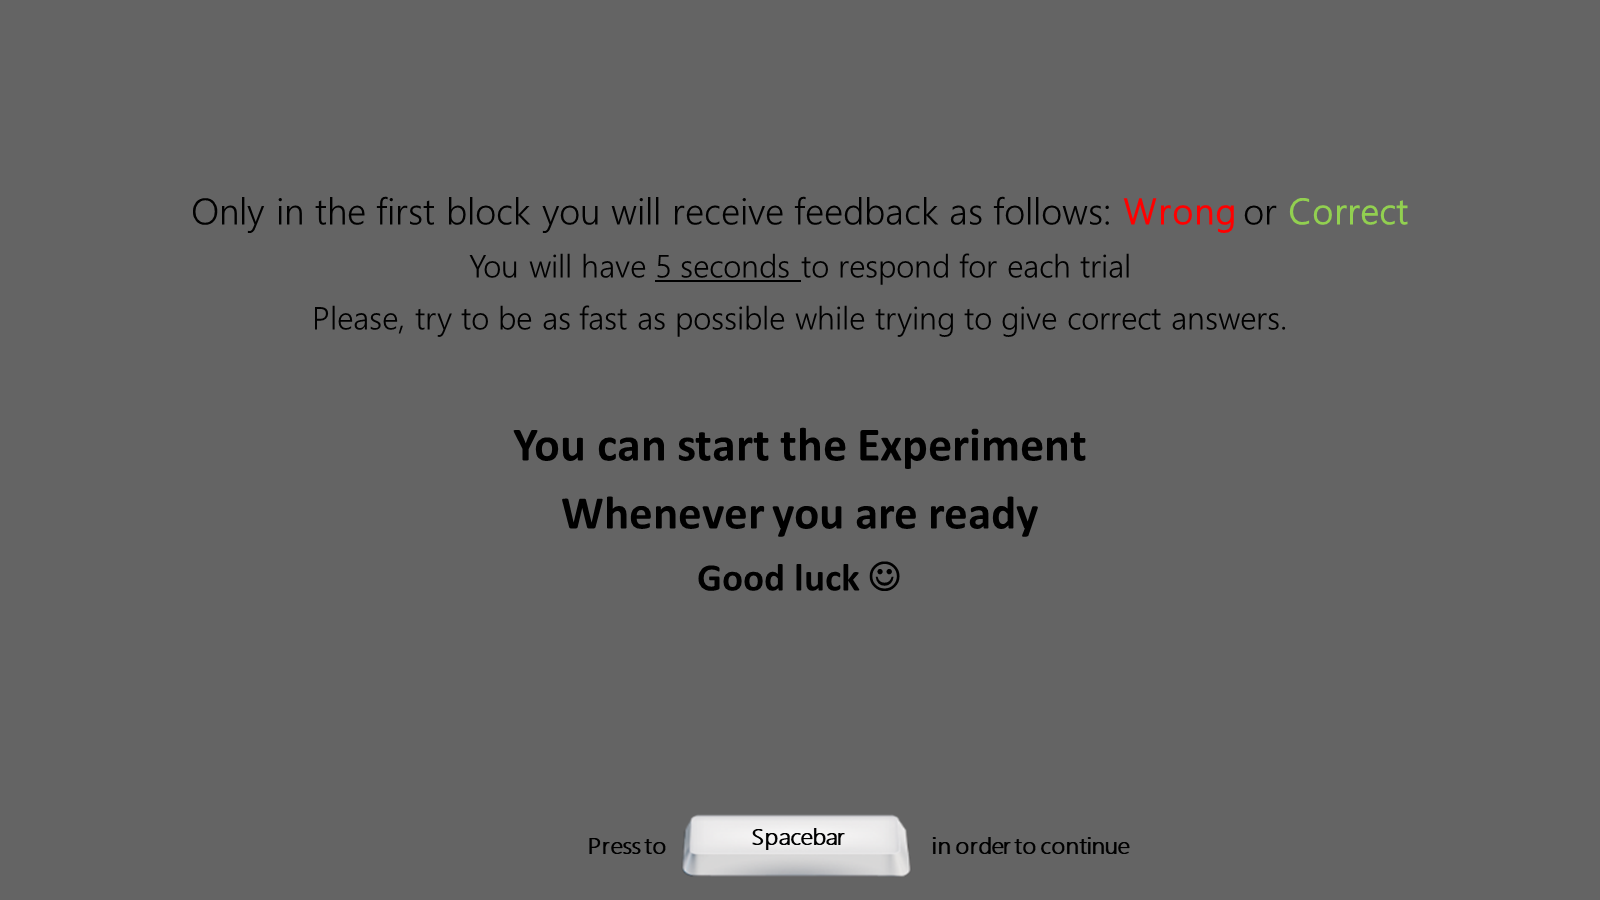 Only in the first block you will receive feedback as follows: Wrong or Correct
You will have 5 seconds to respond for each trial
Please, try to be as fast as possible while trying to give correct answers.
You can start the Experiment
Whenever you are ready
Good luck ☺
Press to Spacebar in order to continue